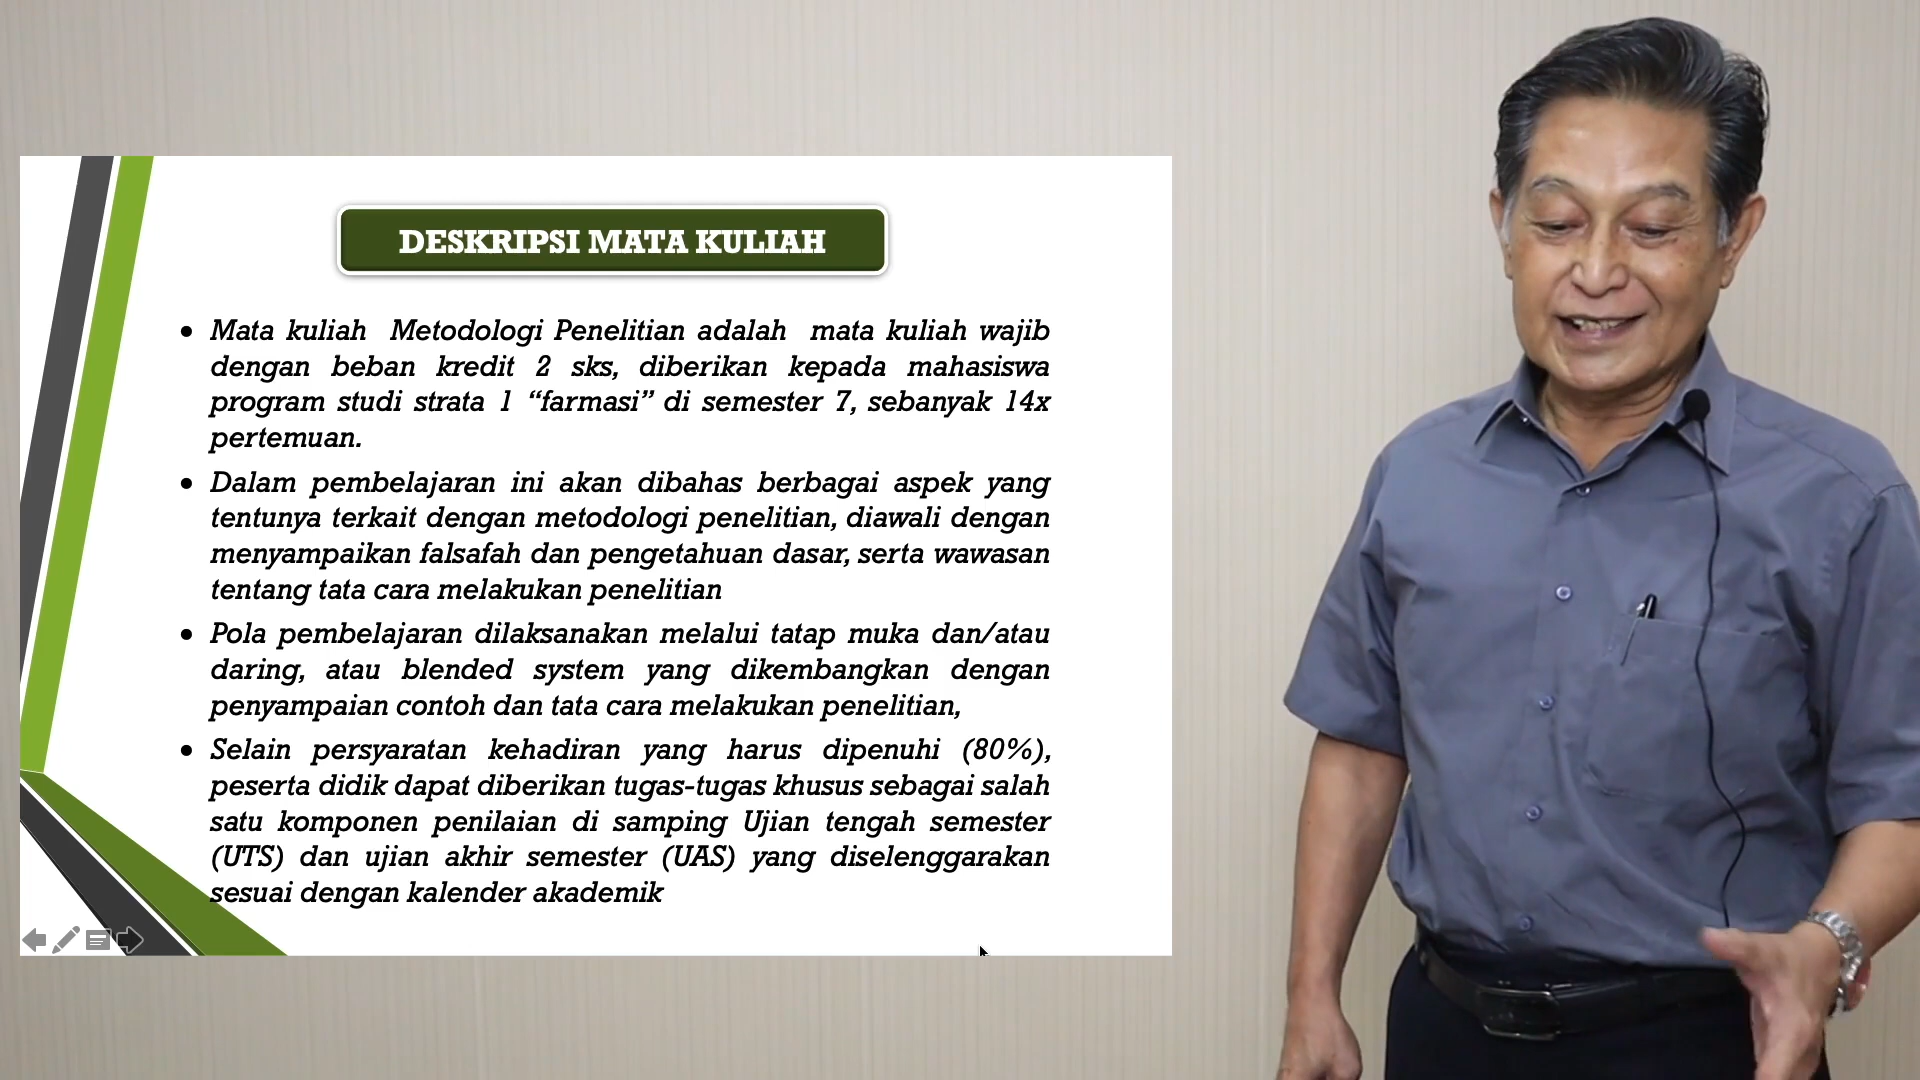 DESKRIPSI MATA KULIAH
• Mata kuliah Metodologi Penelitian adalah mata kuliah wajib
dengan beban kredit 2 sks, diberikan kepada mahasiswa
program studi strata 1 “farmasi” di semester 7, sebanyak 14x
pertemuan.
• Dalam pembelajaran ini akan dibahas berbagai aspek yang
tentunya terkait dengan metodologi penelitian, diawali dengan
menyampaikan falsafah dan pengetahuan dasar, serta wawasan
tentang tata cara melakukan penelitian
• Pola pembelajaran dilaksanakan melalui tatap muka dan/atau
daring, atau blended system yang dikembangkan dengan
penyampaian contoh dan tata cara melakukan penelitian,
• Selain persyaratan kehadiran yang harus dipenuhi (80%),
peserta didik dapat diberikan tugas-tugas khusus sebagai salah
satu komponen penilaian di samping Ujian tengah semester
(UTS) dan ujian akhir semester (UAS) yang diselenggarakan
sesuai dengan kalender akademik